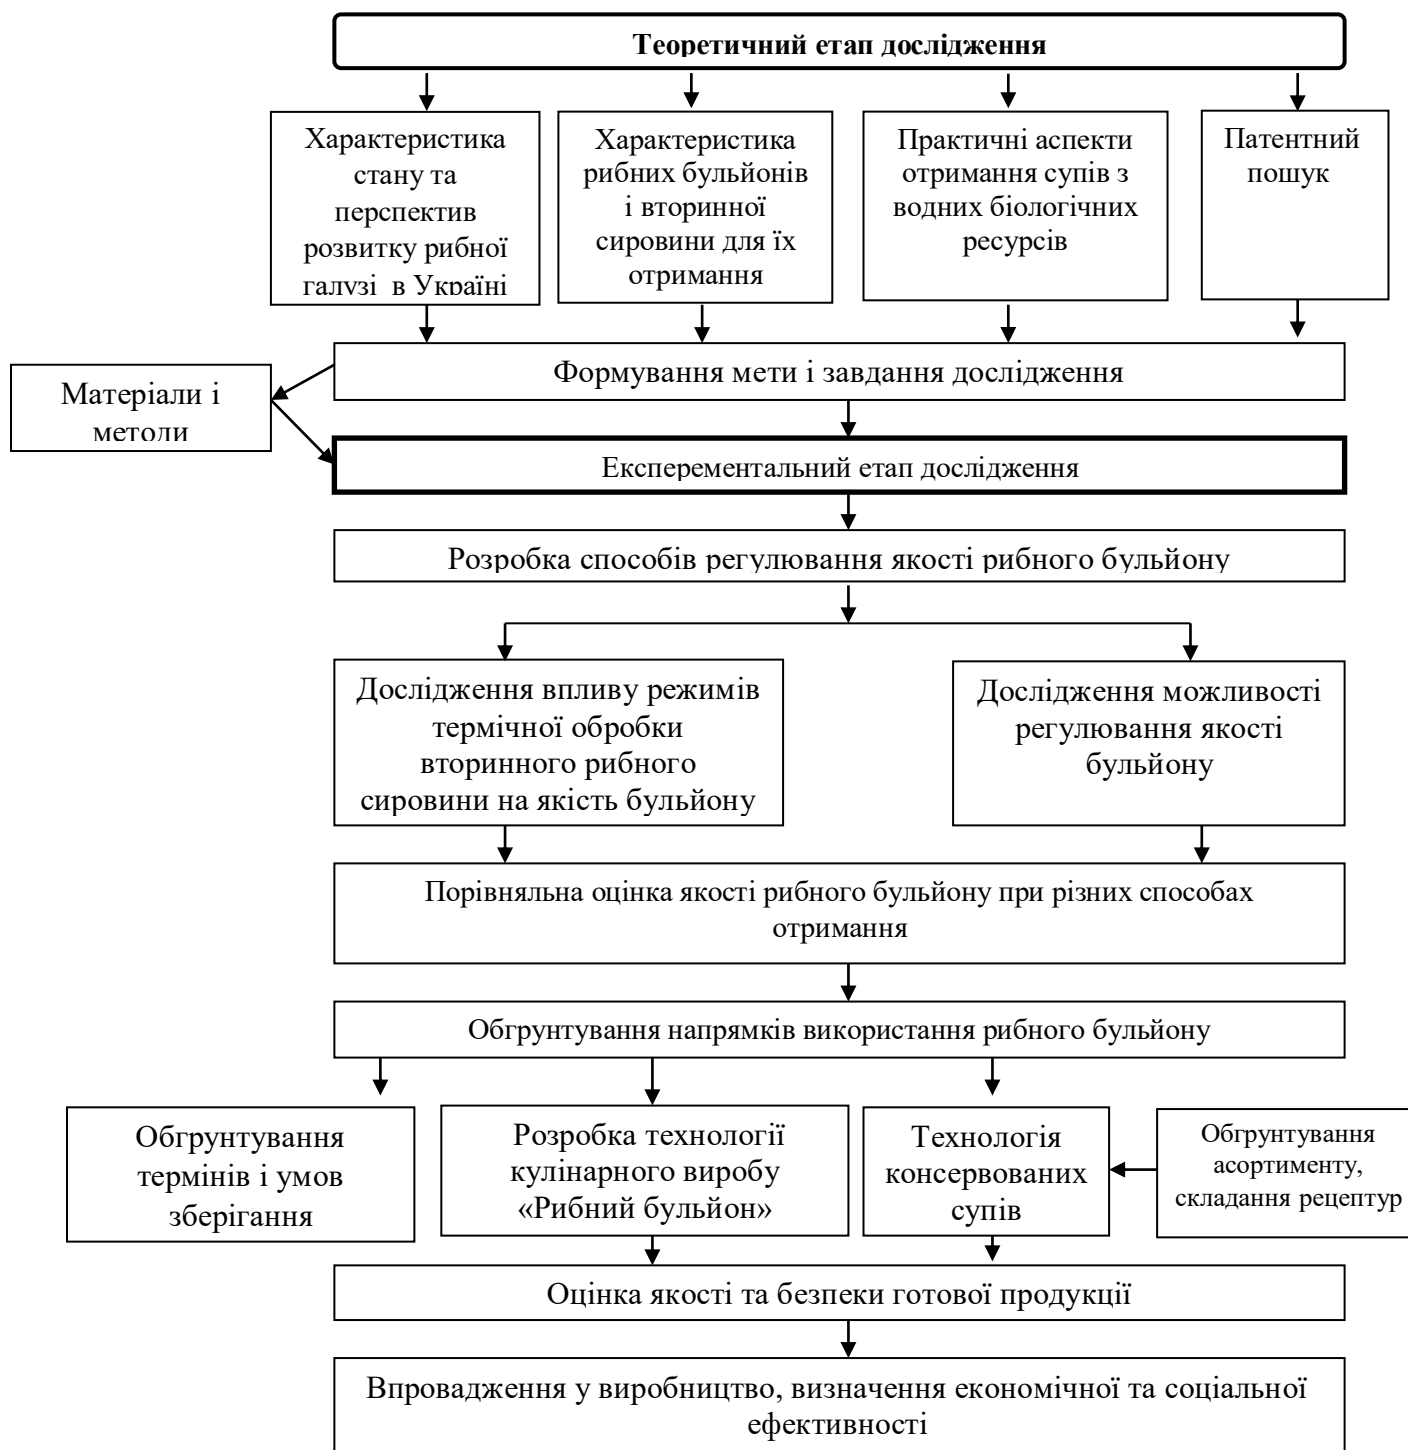 Теоретичний етап дослідження
Характеристика
стану та
перспектив
розвитку рибної
галузі в Україні
Характеристика
рибних бульйонів
і вторинної
сировини для їх
отримання
Практичні аспекти
отримання супів з
водних біологічних
ресурсів
Патентний
пошук
Формування мети і завдання дослідження
Матеріали і
методи
Експерементальний етап дослідження
Розробка способів регулювання якості рибного бульйону
Дослідження впливу режимів
термічної обробки
вторинного рибного
сировини на якість бульйону
Дослідження можливості
регулювання якості
бульйону
Порівняльна оцінка якості рибного бульйону при різних способах
отримання
Обгрунтування напрямків використання рибного бульйону
Обгрунтування
термінів і умов
зберігання
Розробка технології
кулінарного виробу
«Рибний бульйон»
Технологія
консервованих
супів
Обгрунтування
асортименту,
складання рецептур
Оцінка якості та безпеки готової продукції
Впровадження у виробництво, визначення економічної та соціальної
ефективності